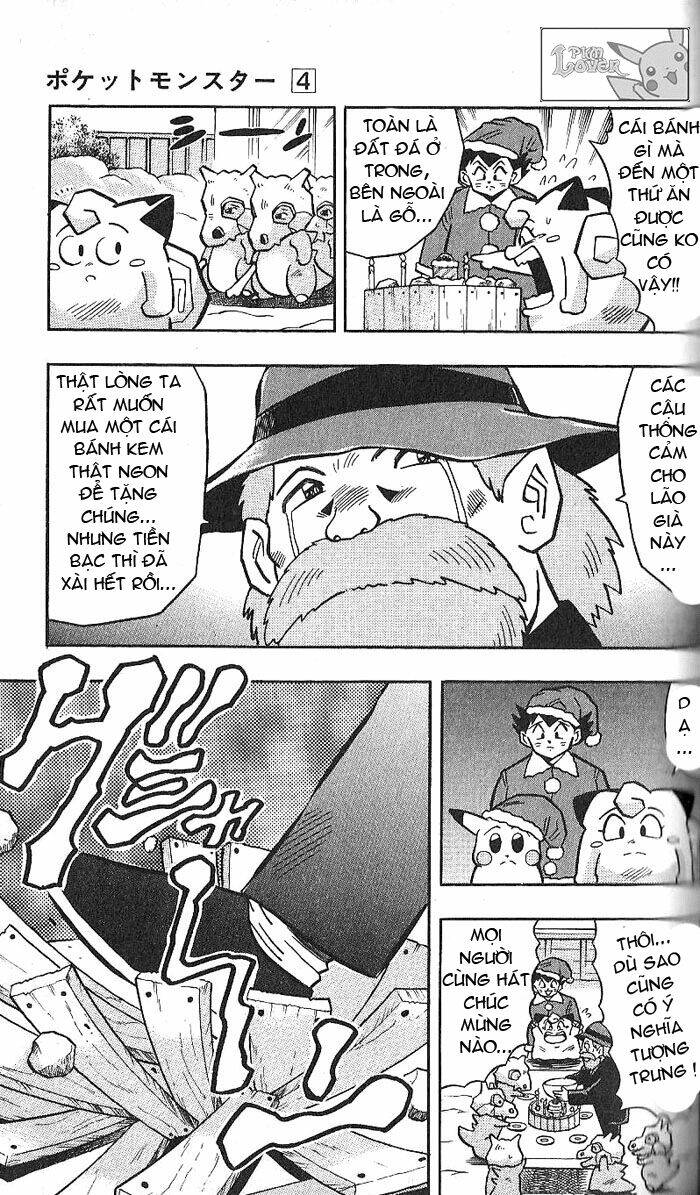 PKM
LOVER
ポケットモンスター 4
CÁI BÁNH
GÌ MÀ
ĐẾN MỘT
THỨ ĂN
ĐƯỢC
CŨNG KO
CÓ
VẬY!!
TOÀN LÀ
ĐẤT ĐÁ Ở
TRONG,
BÊN NGOÀI
LÀ GỖ...
CÁC
CẬU
THÔNG
CẢM
CHO
LÃO
GIÀ
NÀY
...
THẬT LÒNG TA
RẤT MUỐN
MUA MỘT CÁI
BÁNH KEM
THẬT NGON
ĐỂ TẶNG
CHÚNG...
NHƯNG TIỀN
BẠC THÌ ĐÃ
XÀI HẾT RỒI...
DẠ
...
THÔI...
DÙ SAO
CŨNG
CÓ Ý
NGHĨA
TƯỢNG
TRƯNG !
MỌI
NGƯỜI
CÙNG HÁT
CHÚC
MỪNG
NÀO...